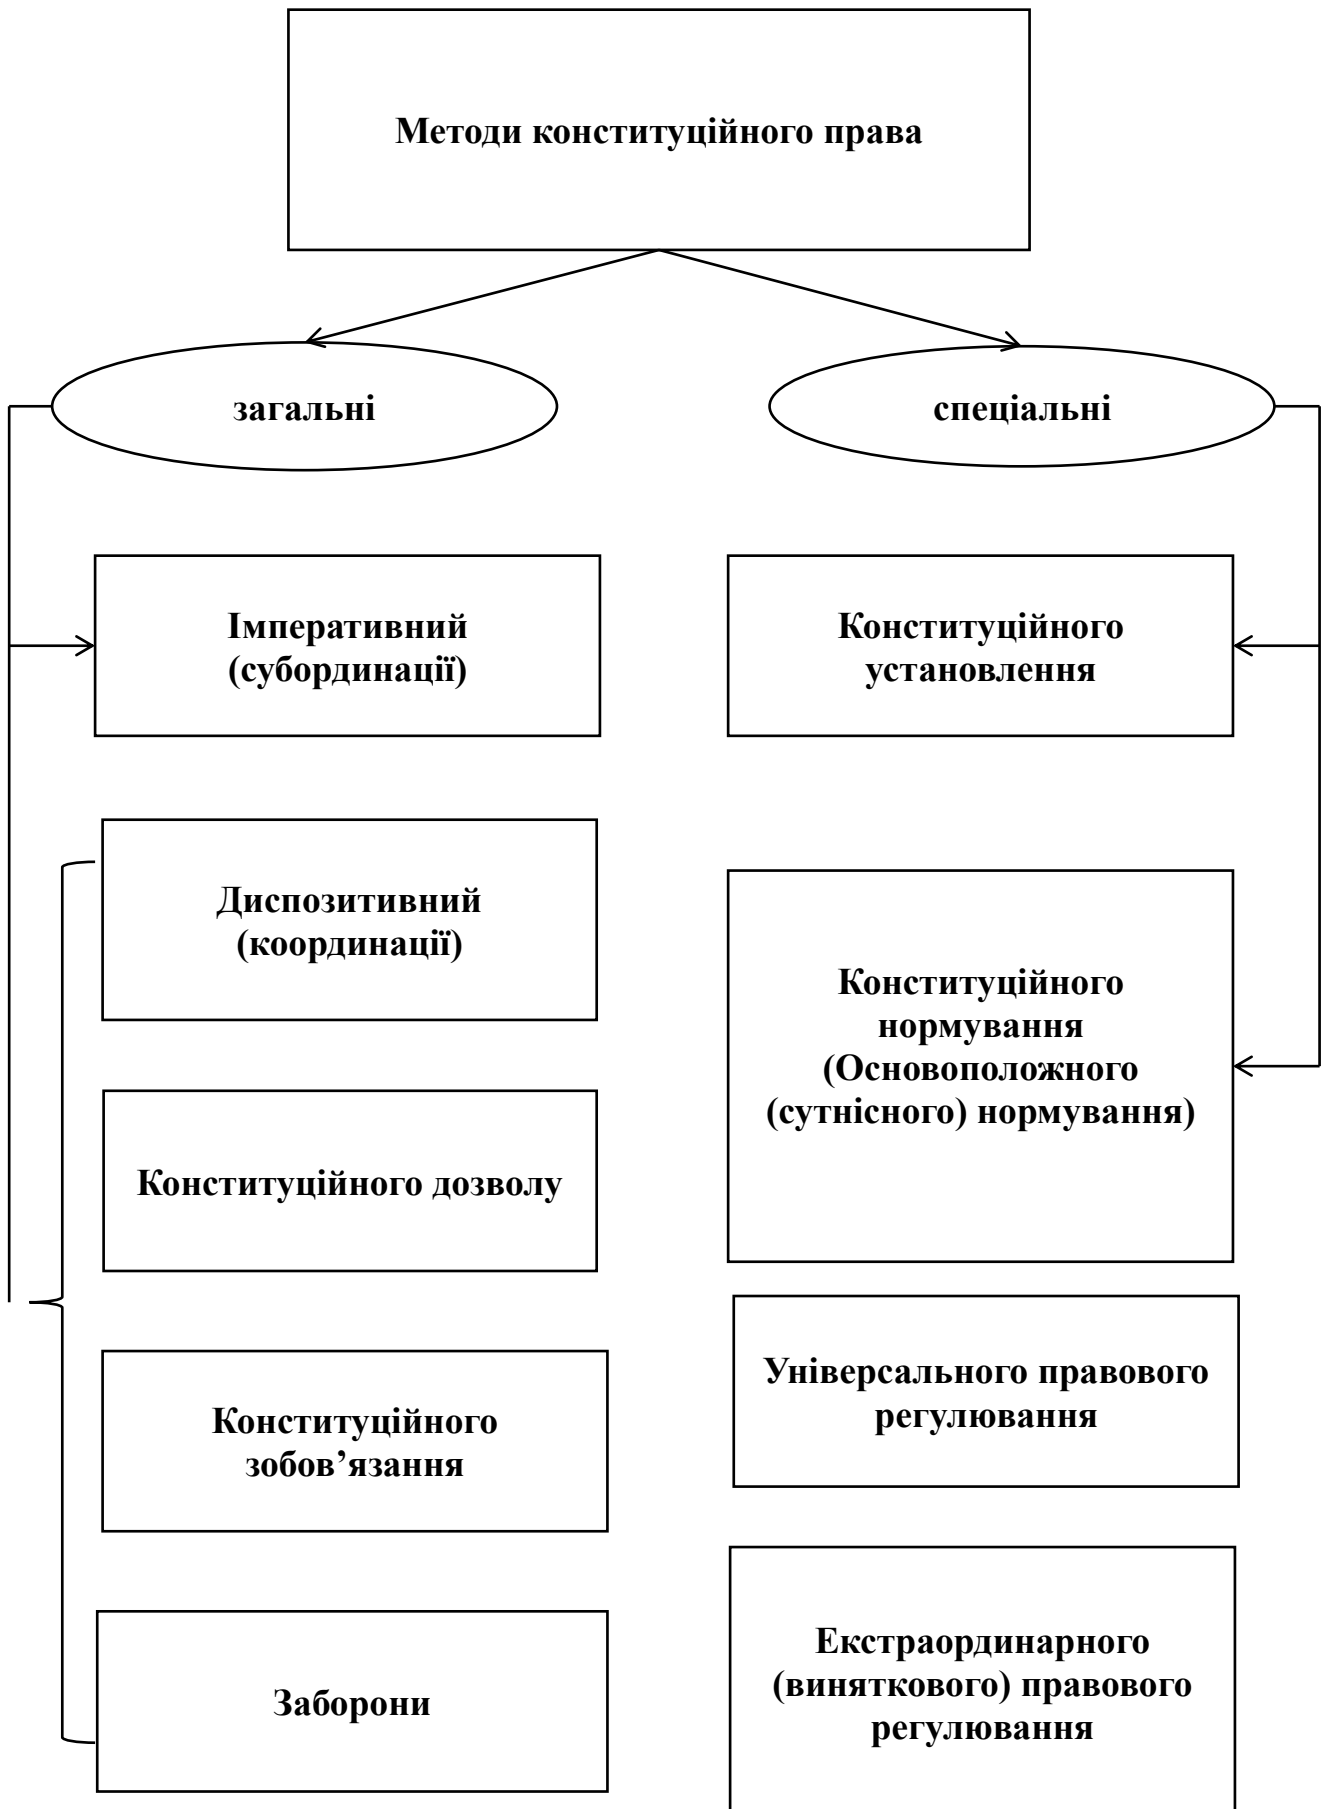 Методи конституційного права
загальні
спеціальні
Імперативний
(субординації)
Конституційного
установлення
Диспозитивний
(координації)
Конституційного
нормування
(Основоположного
(сутнісного) нормування)
Конституційного дозволу
Універсального правового
регулювання
Конституційного
зобов’язання
Екстраординарного
(виняткового) правового
регулювання
Заборони